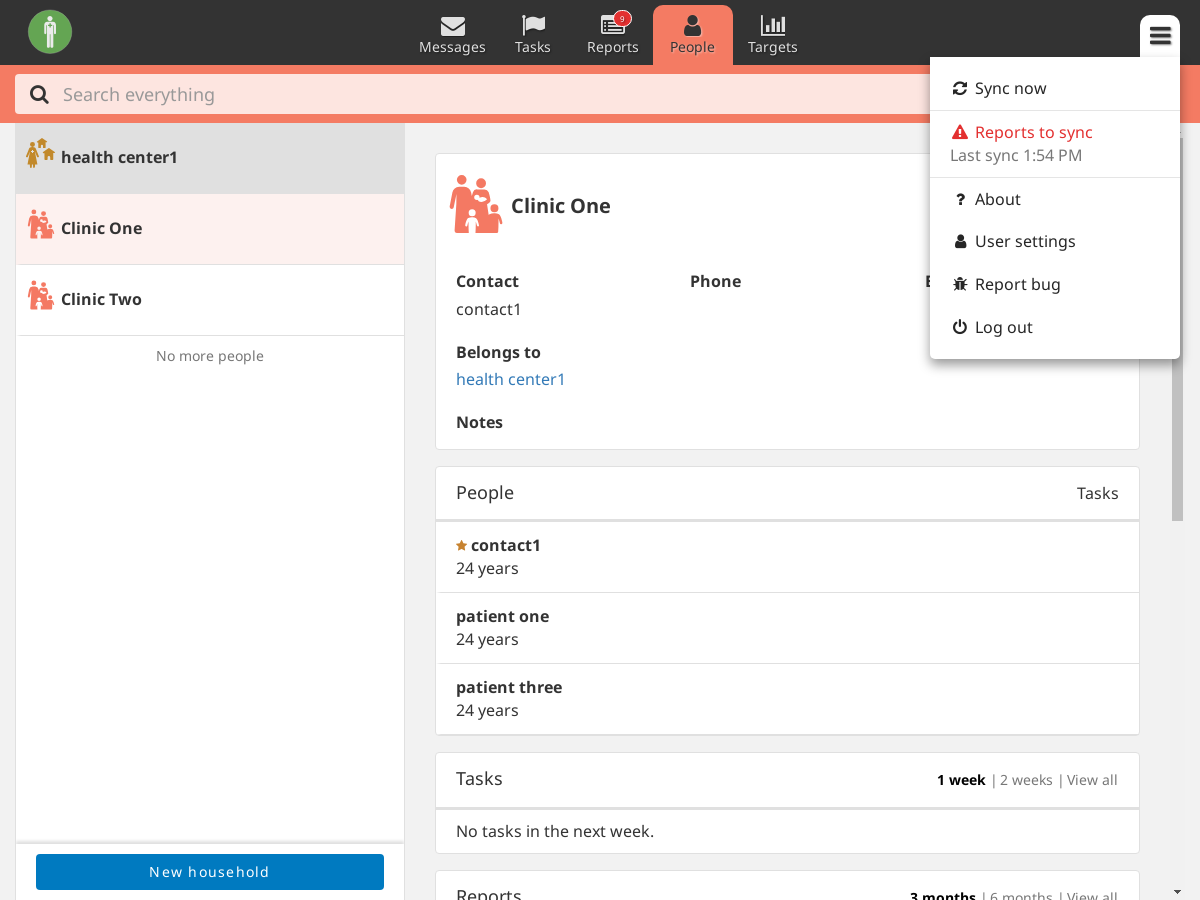 Messages
Tasks
9
Reports
People
Targets
Search everything
Sync now
Reports to sync
Last sync 1:54 PM
? About
User settings
Report bug
Log out
health center1
Clinic One
Clinic Two
No more people
New household
Clinic One
Contact
Phone
contact1
Belongs to
health center1
Notes
People
Tasks
contact1
24 years
patient one
24 years
patient three
24 years
Tasks
1 week | 2 weeks | View all
No tasks in the next week.
Reports
3 months | 6 months | View all